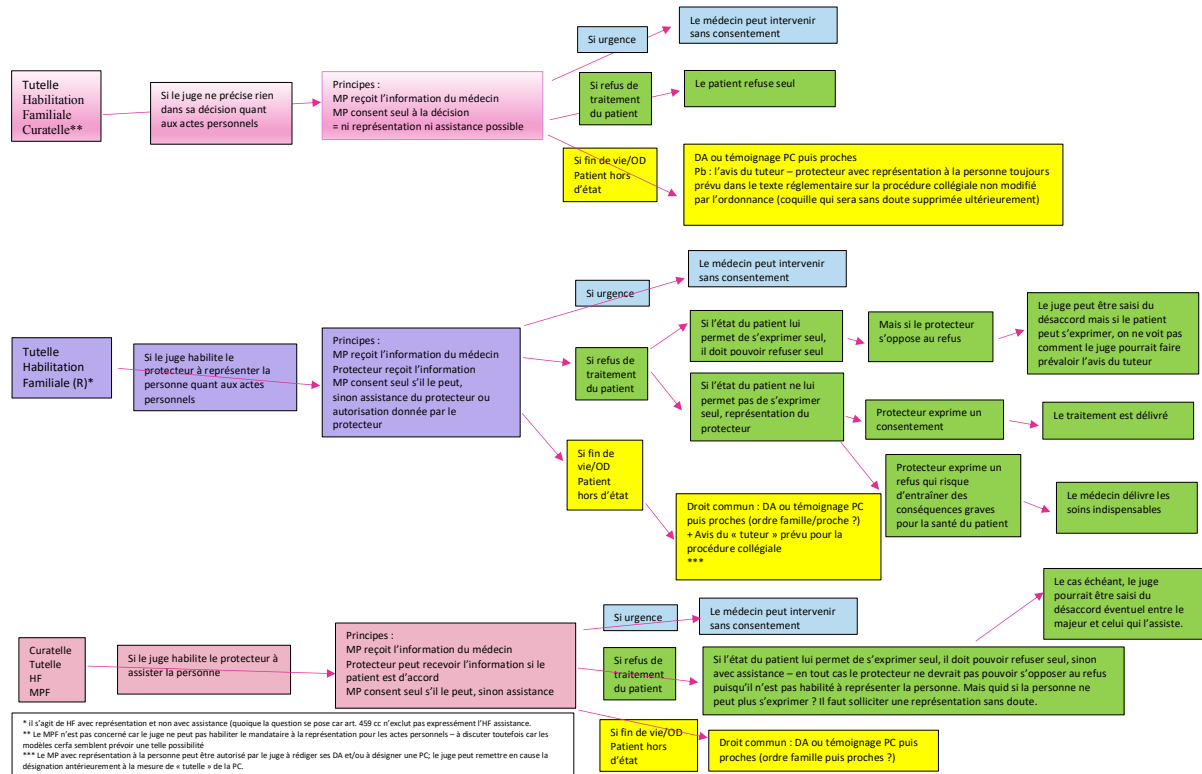 Si urgence
Le médecin peut intervenir
sans consentement
Tutelle
Habilitation
Familiale
Curatelle**
Si le juge ne précise rien
dans sa décision quant
aux actes personnels
Principes :
MP reçoit l’information du médecin
MP consent seul à la décision
= ni représentation ni assistance possible
Si refus de
traitement
du patient
Le patient refuse seul
Si fin de vie/OD
Patient hors
d’état
DA ou témoignage PC puis proches
Pb : l’avis du tuteur – protecteur avec représentation à la personne toujours
prévu dans le texte réglementaire sur la procédure collégiale non modifié
par l’ordonnance (coquille qui sera sans doute supprimée ultérieurement)
Si urgence
Le médecin peut intervenir
sans consentement
Tutelle
Habilitation
Familiale (R)*
Si le juge habilite le
protecteur à représenter la
personne quant aux actes
personnels
Principes :
MP reçoit l’information du médecin
Protecteur reçoit l’information
MP consent seul s’il le peut,
sinon assistance du protecteur ou
autorisation donnée par le
protecteur
Si refus de
traitement
du patient
Si l’état du patient lui
permet de s’exprimer seul,
il doit pouvoir refuser seul
Mais si le protecteur
s’oppose au refus
Le juge peut être saisi du
désaccord mais si le patient
peut s’exprimer, on ne voit pas
comment le juge pourrait faire
prévaloir l’avis du tuteur
Si l’état du patient ne lui
permet pas de s’exprimer
seul, représentation du
protecteur
Protecteur exprime un
consentement
Le traitement est délivré
Protecteur exprime un
refus qui risque
d’entraîner des
conséquences graves
pour la santé du patient
Le médecin délivre les
soins indispensables
Si fin de
vie/OD
Patient
hors d’état
Droit commun : DA ou témoignage PC
puis proches (ordre famille/proche ?)
+ Avis du « tuteur » prévu pour la
procédure collégiale
***
Curatelle
Tutelle
HF
MPF
Si le juge habilite le protecteur à
assister la personne
Principes :
MP reçoit l’information du médecin
Protecteur peut recevoir l’information si le
patient est d’accord
MP consent seul s’il le peut, sinon assistance
Si urgence
Le médecin peut intervenir
sans consentement
Si refus de
traitement
du patient
Si l’état du patient lui permet de s’exprimer seul, il doit pouvoir refuser seul, sinon
avec assistance – en tout cas le protecteur ne devrait pas pouvoir s’opposer au refus
puisqu’il n’est pas habilité à représenter la personne. Mais quid si la personne ne
peut plus s’exprimer ? Il faut solliciter une représentation sans doute.
Le cas échéant, le juge
pourrait être saisi du
désaccord éventuel entre le
majeur et celui qui l’assiste.
Si fin de vie/OD
Patient hors
d’état
Droit commun : DA ou témoignage PC puis
proches (ordre famille puis proches ?)
* il s’agit de HF avec représentation et non avec assistance (quoique la question se pose car art. 459 cc n’exclut pas expressément l’HF assistance.
** Le MPF n’est pas concerné car le juge ne peut pas habiliter le mandataire à la représentation pour les actes personnels – à discuter toutefois car les
modèles cerfa semblent prévoir une telle possibilité
*** Le MP avec représentation à la personne peut être autorisé par le juge à rédiger ses DA et/ou à désigner une PC; le juge peut remettre en cause la
désignation antérieurement à la mesure de « tutelle » de la PC.